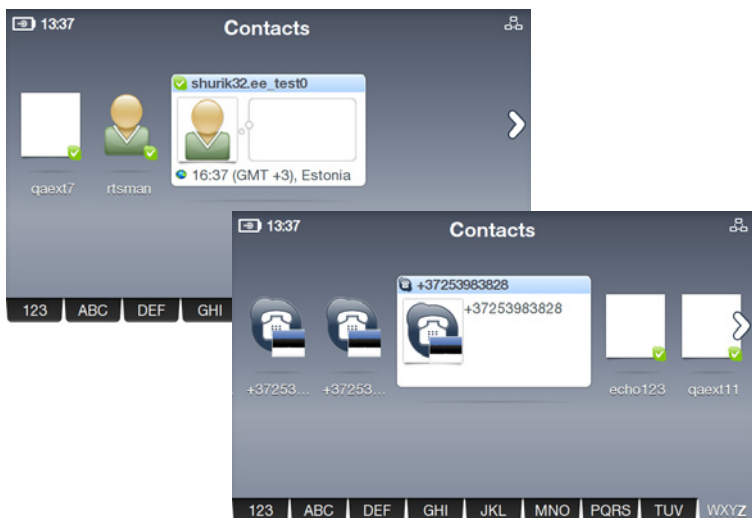 13:37
Contacts
shurik32.ee_test0
16:37 (GMT +3), Estonia
qaext7
rtsman
123 ABC DEF GHI
13:37
Contacts
+37253983828
+37253983828
+37253... +37253...
echo123 qaext11
123 ABC DEF GHI JKL MNO PQRS TUV WXYZ